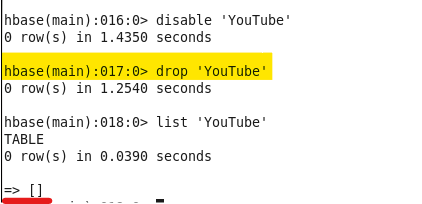 hbase(main):016:0> disable 'YouTube'
0 row(s) in 1.4350 seconds
hbase(main):017:0> drop 'YouTube'
0 row(s) in 1.2540 seconds
hbase(main):018:0> list 'YouTube'
TABLE
0 row(s) in 0.0390 seconds
=> []